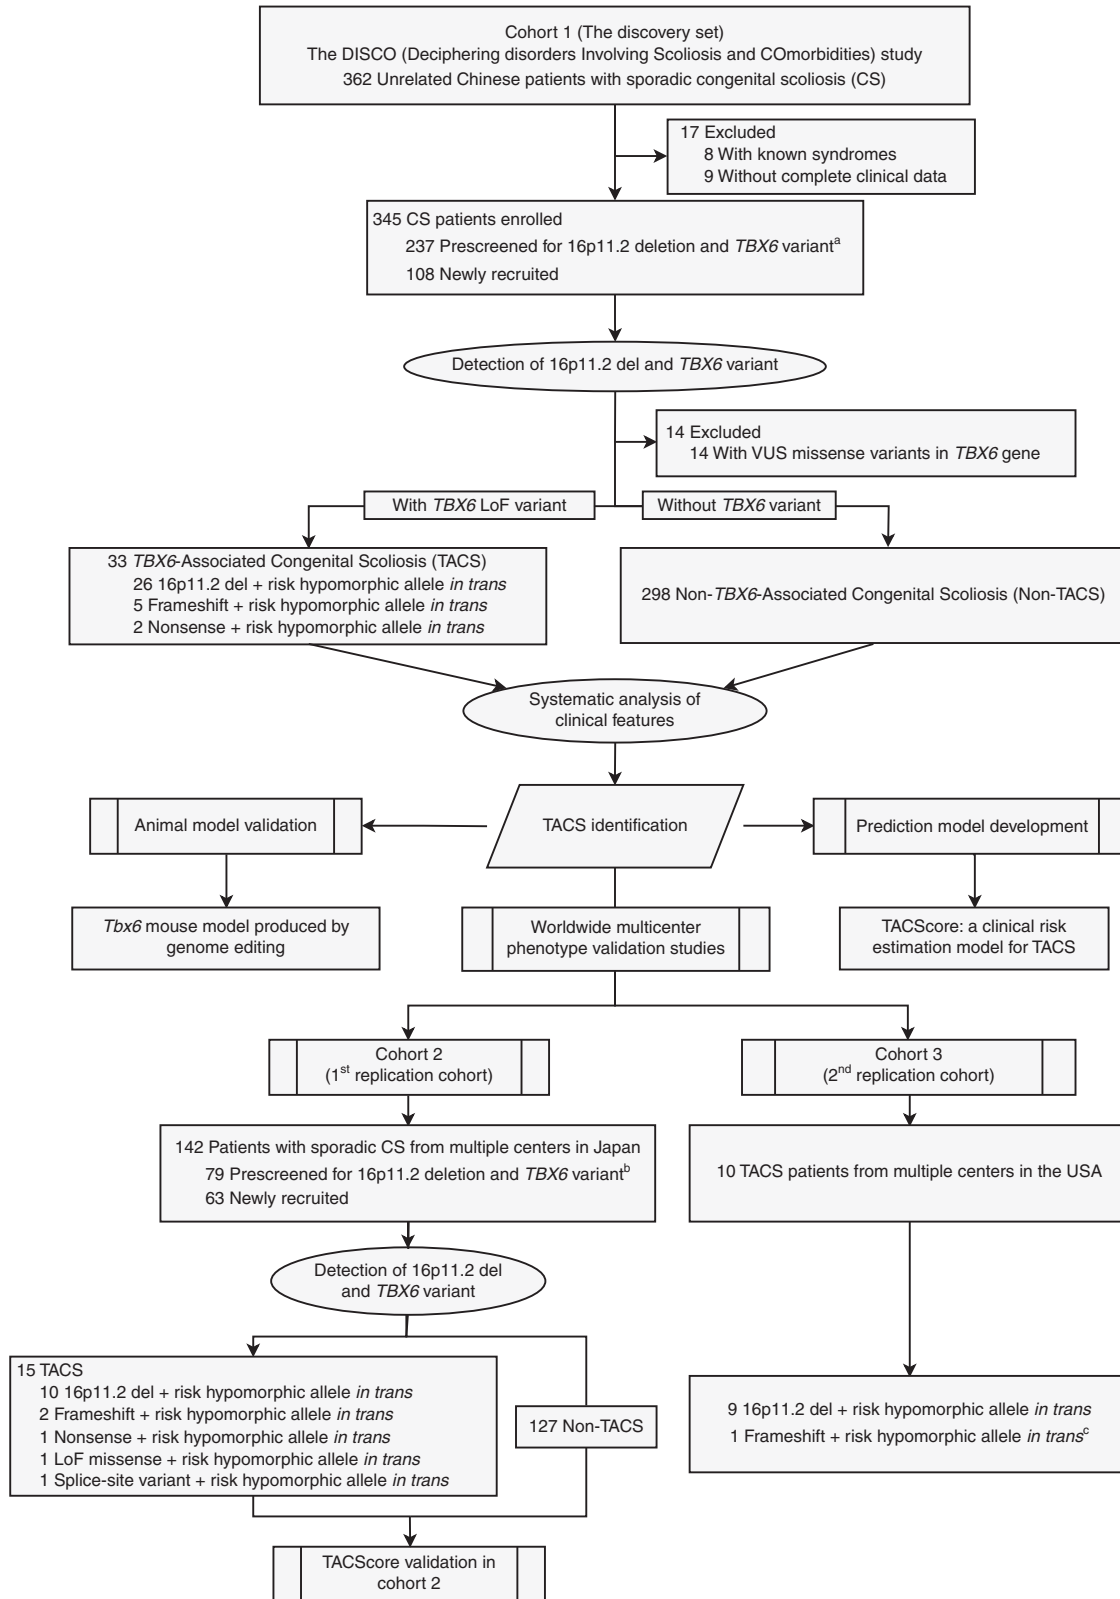 Cohort 1 (The discovery set)
The DISCO (Deciphering disorders Involving Scoliosis and COmorbidities) study
362 Unrelated Chinese patients with sporadic congenital scoliosis (CS)
17 Excluded
8 With known syndromes
9 Without complete clinical data
345 CS patients enrolled
237 Prescreened for 16p11.2 deletion and TBX6 variantᵃ
108 Newly recruited
Detection of 16p11.2 del and TBX6 variant
14 Excluded
14 With VUS missense variants in TBX6 gene
With TBX6 LoF variant
Without TBX6 variant
33 TBX6-Associated Congenital Scoliosis (TACS)
26 16p11.2 del + risk hypomorphic allele in trans
5 Frameshift + risk hypomorphic allele in trans
2 Nonsense + risk hypomorphic allele in trans
298 Non-TBX6-Associated Congenital Scoliosis (Non-TACS)
Systematic analysis of
clinical features
Animal model validation
TACS identification
Prediction model development
Tbx6 mouse model produced by
genome editing
Worldwide multicenter
phenotype validation studies
TACScore: a clinical risk
estimation model for TACS
Cohort 2
(1ˢᵗ replication cohort)
Cohort 3
(2ⁿᵈ replication cohort)
142 Patients with sporadic CS from multiple centers in Japan
79 Prescreened for 16p11.2 deletion and TBX6 variantᵇ
63 Newly recruited
10 TACS patients from multiple centers in the USA
Detection of 16p11.2 del
and TBX6 variant
15 TACS
10 16p11.2 del + risk hypomorphic allele in trans
2 Frameshift + risk hypomorphic allele in trans
1 Nonsense + risk hypomorphic allele in trans
1 LoF missense + risk hypomorphic allele in trans
1 Splice-site variant + risk hypomorphic allele in trans
127 Non-TACS
9 16p11.2 del + risk hypomorphic allele in trans
1 Frameshift + risk hypomorphic allele in transᶜ
TACScore validation in
cohort 2